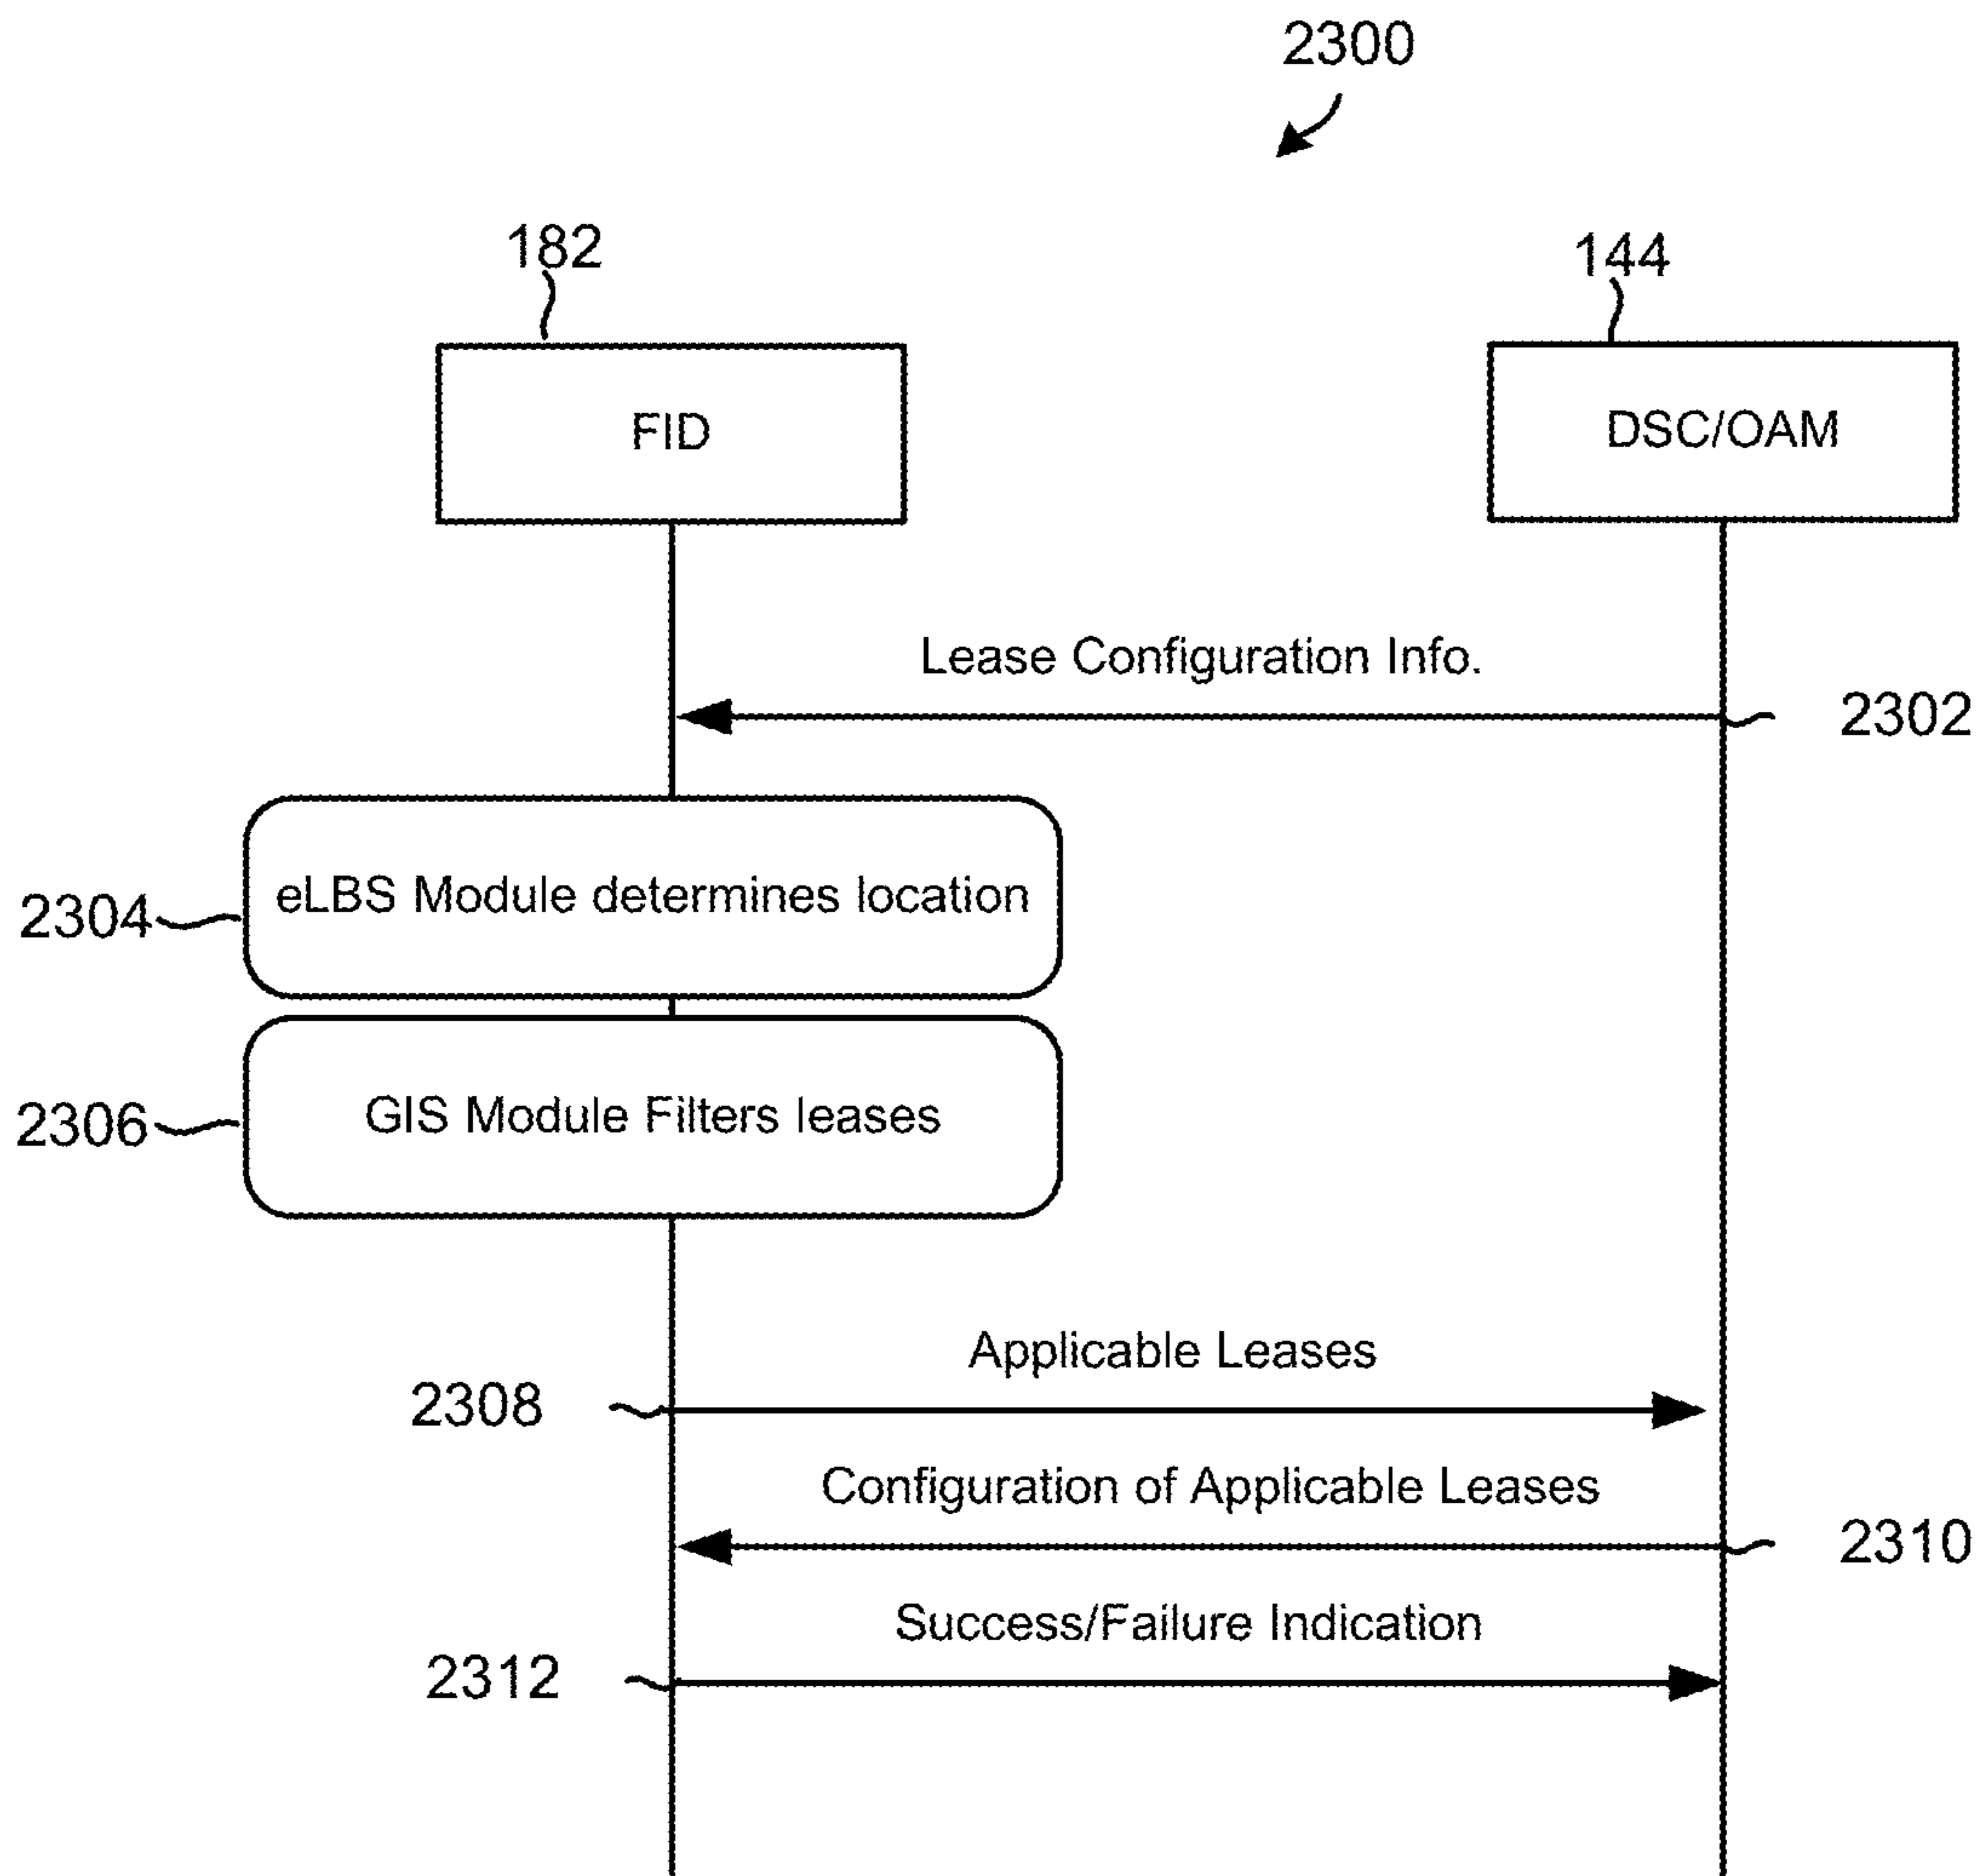 2300
182
144
FID
DSC/OAM
Lease Configuration Info.
2302
eLBS Module determines location
2304
GIS Module Filters leases
2306
Applicable Leases
2308
Configuration of Applicable Leases
2310
Success/Failure Indication
2312